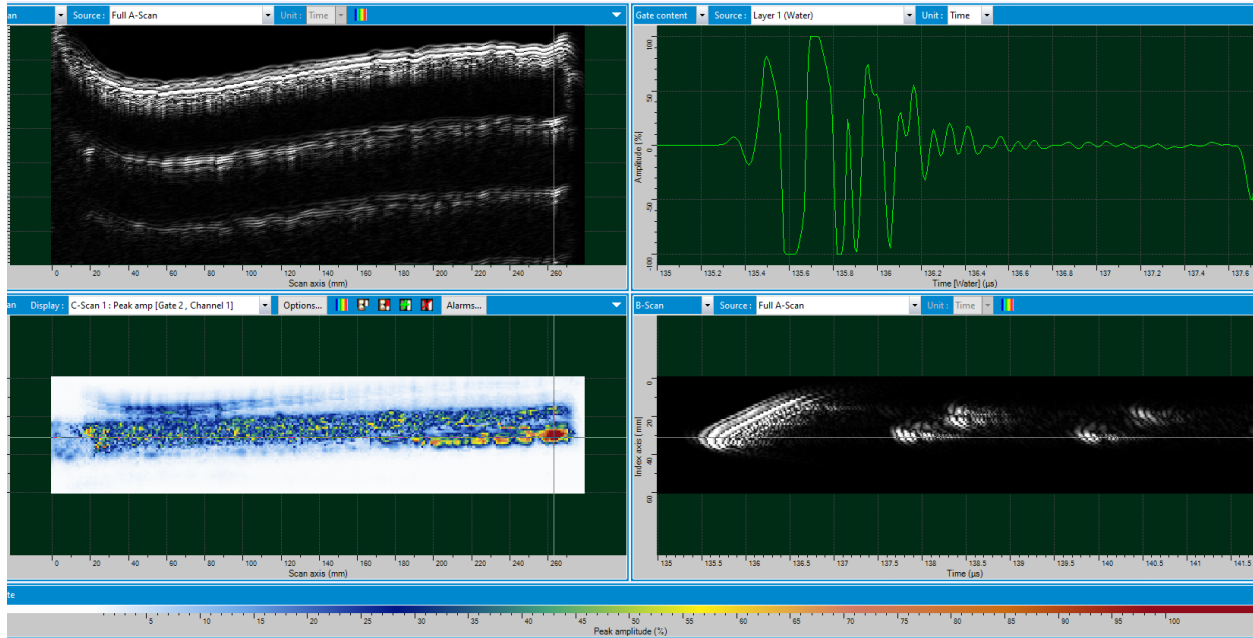 an Source : Full A-Scan Unit : Time
0 20 40 60 80 100 120 140 160 180 200 220 240 260
Scan axis (mm)
Gate content Source : Layer 1 (Water) Unit : Time
100
50
0
-50
-100
Amplitude [%]
135 135.2 135.4 135.6 135.8 136 136.2 136.4 136.6 136.8 137 137.2 137.4 137.6
Time [Water] (µs)
an Display : C-Scan 1 : Peak amp [Gate 2 , Channel 1] Options... Alarms...
0 20 40 60 80 100 120 140 160 180 200 220 240 260
Scan axis (mm)
B-Scan Source : Full A-Scan Unit : Time
0
20
40
60
Index axis (mm)
135 135.5 136 136.5 137 137.5 138 138.5 139 139.5 140 140.5 141 141.5
Time (µs)
te
5 10 15 20 25 30 35 40 45 50 55 60 65 70 75 80 85 90 95 100
Peak amplitude (%)